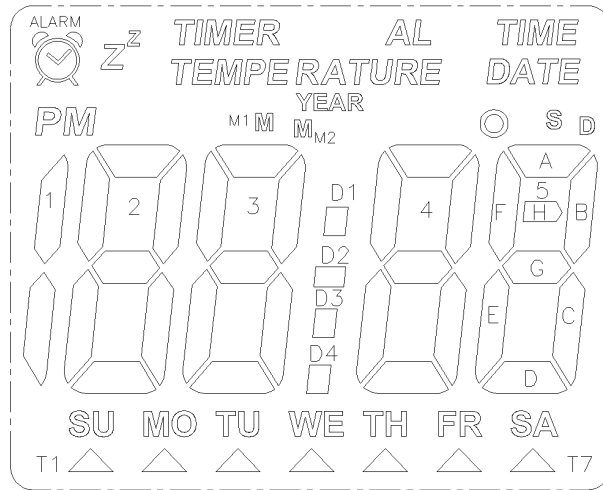 ALARM
Zz TIMER AL TIME
TEMPERATURE DATE
YEAR
PM M1 M M M2 S D
A
1 2 3 D1 4 5 F H B
D2 G
D3 E C
D4 D
SU MO TU WE TH FR SA
T1 T7